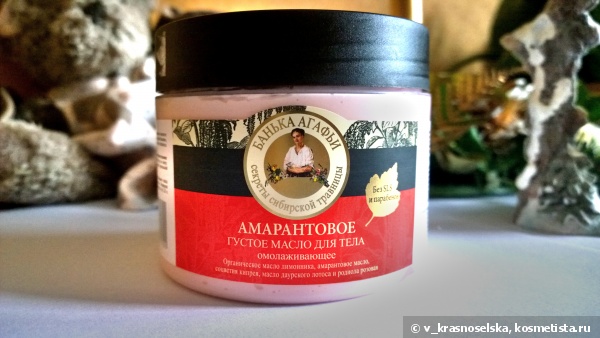 БАНЬКА АГАФЬИ
секреты сибирской травницы
Без SLS
и парабенов
АМАРАНТОВОЕ
ГУСТОЕ МАСЛО ДЛЯ ТЕЛА
омолаживающее
Органическое масло лимонника, амарантовое масло,
соцветия кипрея, масло даурского лотоса и родиола розовая
© v_krasnoselska, kosmetista.ru